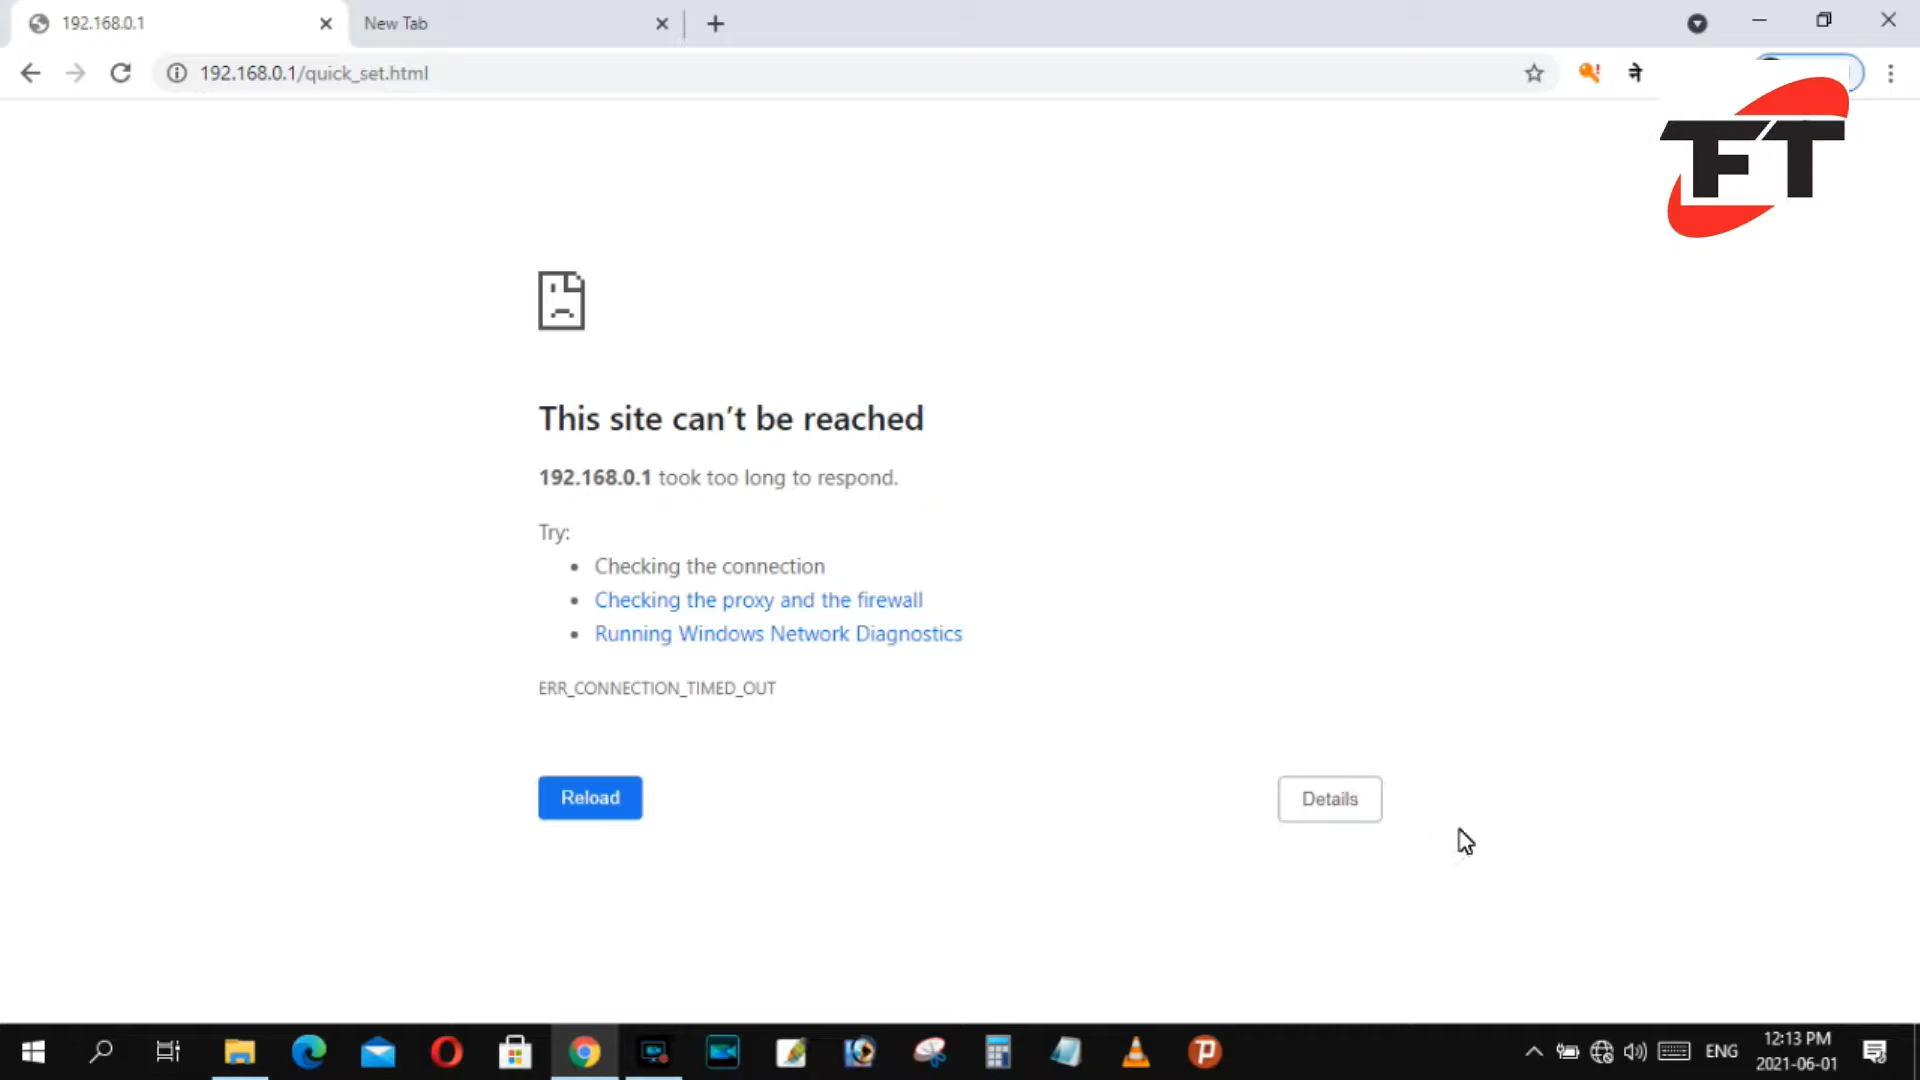 192.168.0.1
New Tab
192.168.0.1/quick_set.html
ने
FT
This site can’t be reached
192.168.0.1 took too long to respond.
Try:
Checking the connection
Checking the proxy and the firewall
Running Windows Network Diagnostics
ERR_CONNECTION_TIMED_OUT
Reload
Details
ENG
12:13 PM
2021-06-01